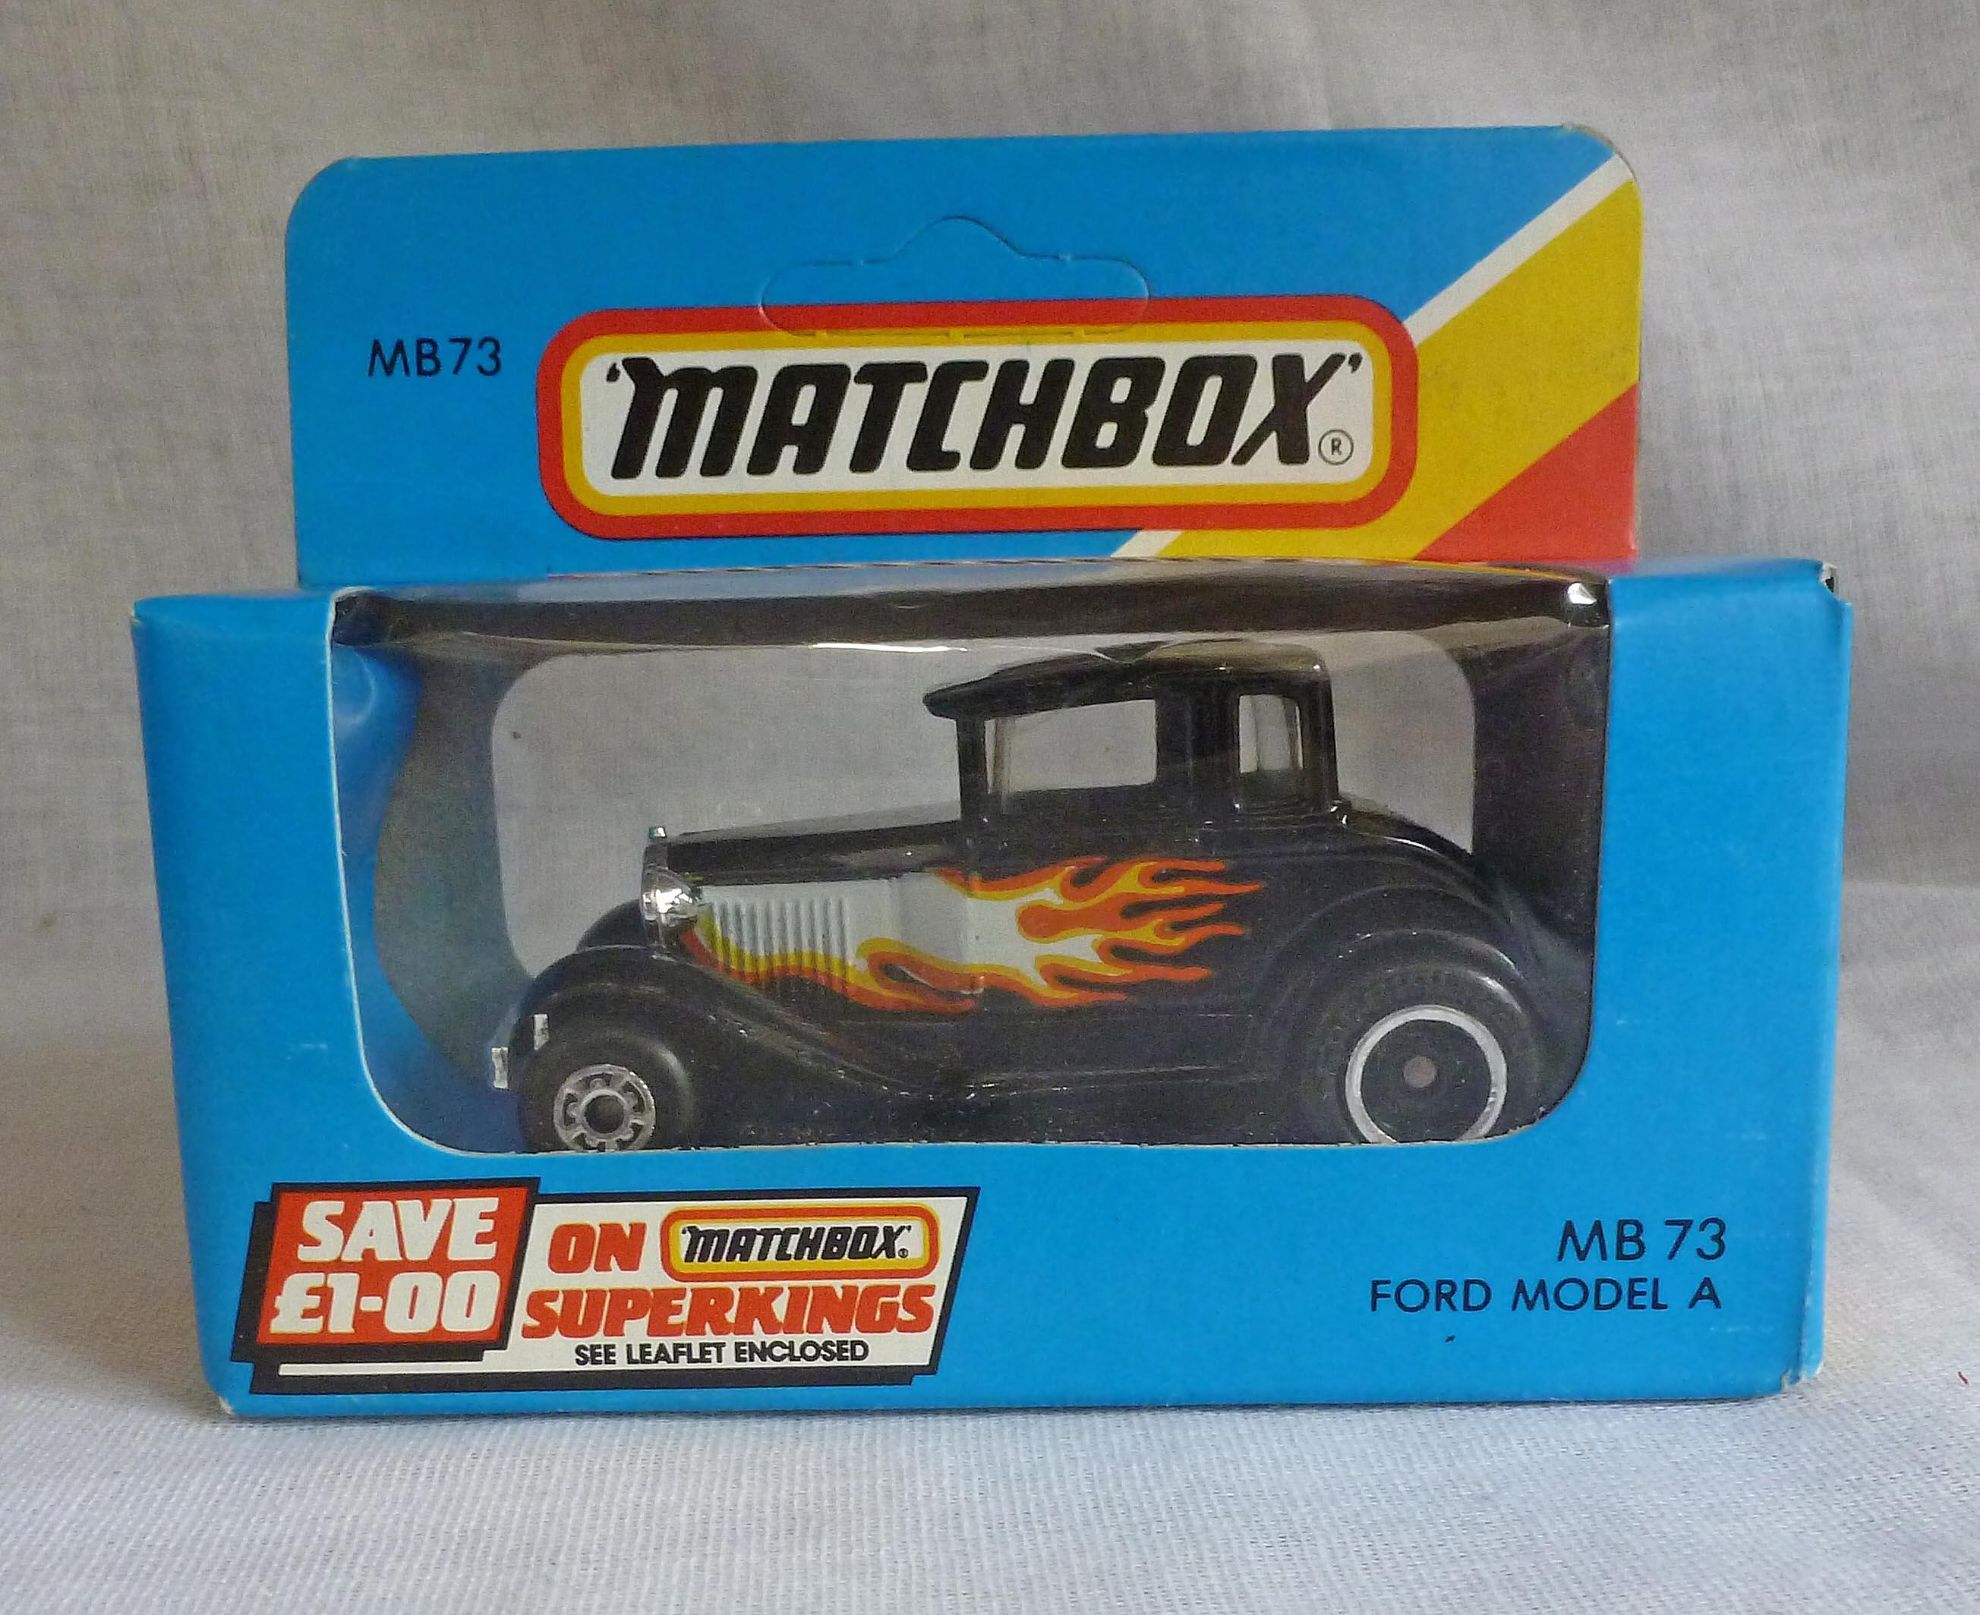 MB73
'MATCHBOX' ®
SAVE
£1-00
ON 'MATCHBOX'®
SUPERKINGS
SEE LEAFLET ENCLOSED
MB 73
FORD MODEL A